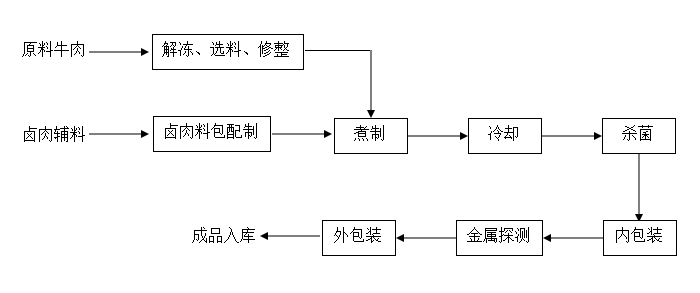 原料牛肉
解冻、选料、修整
卤肉辅料
卤肉料包配制
煮制
冷却
杀菌
成品入库
外包装
金属探测
内包装